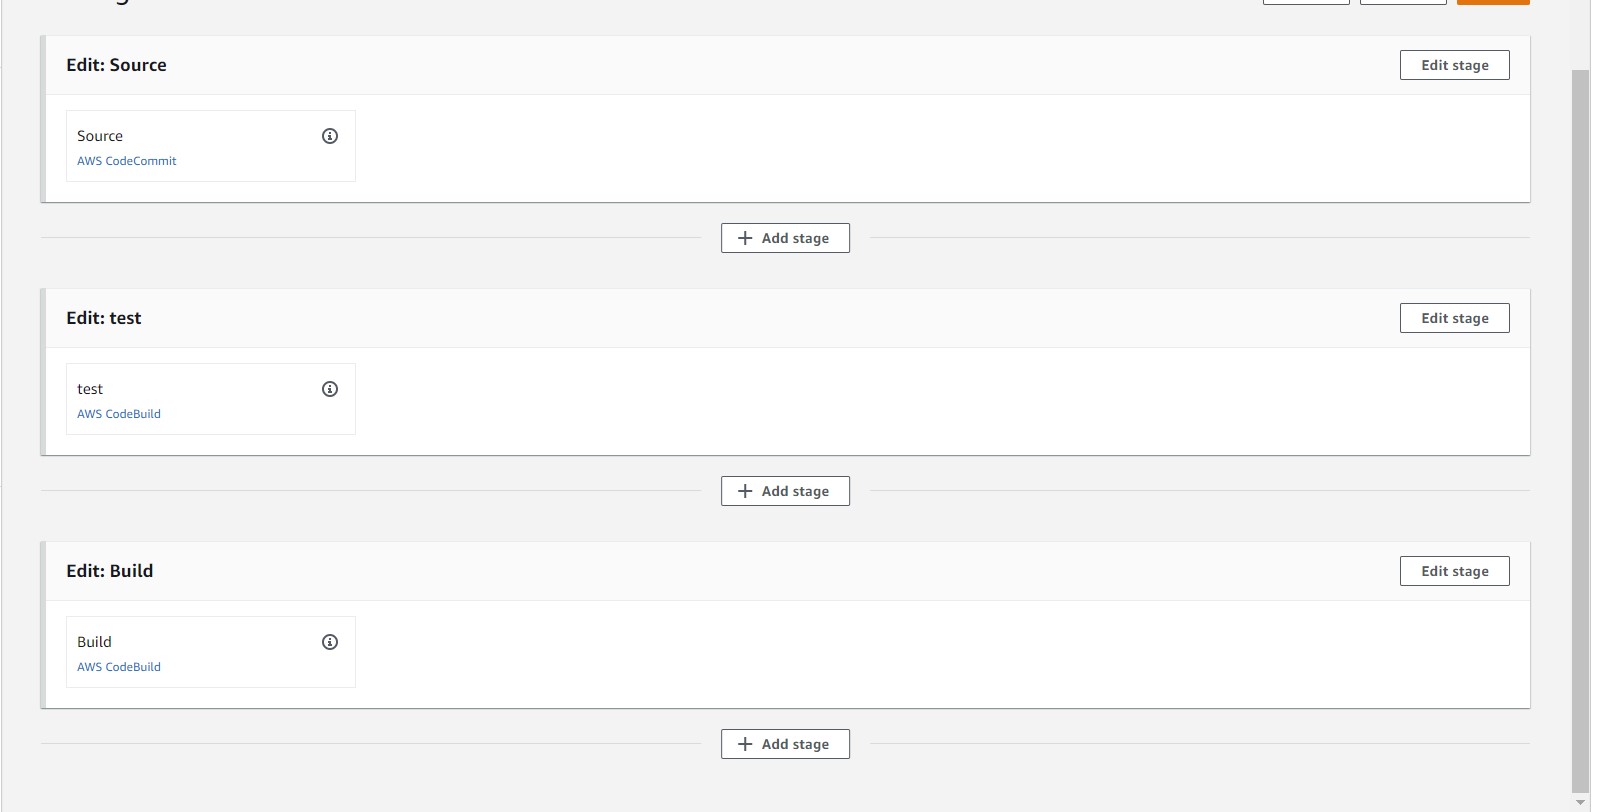 Edit: Source
Edit stage
Source
AWS CodeCommit
Add stage
Edit: test
Edit stage
test
AWS CodeBuild
Add stage
Edit: Build
Edit stage
Build
AWS CodeBuild
Add stage